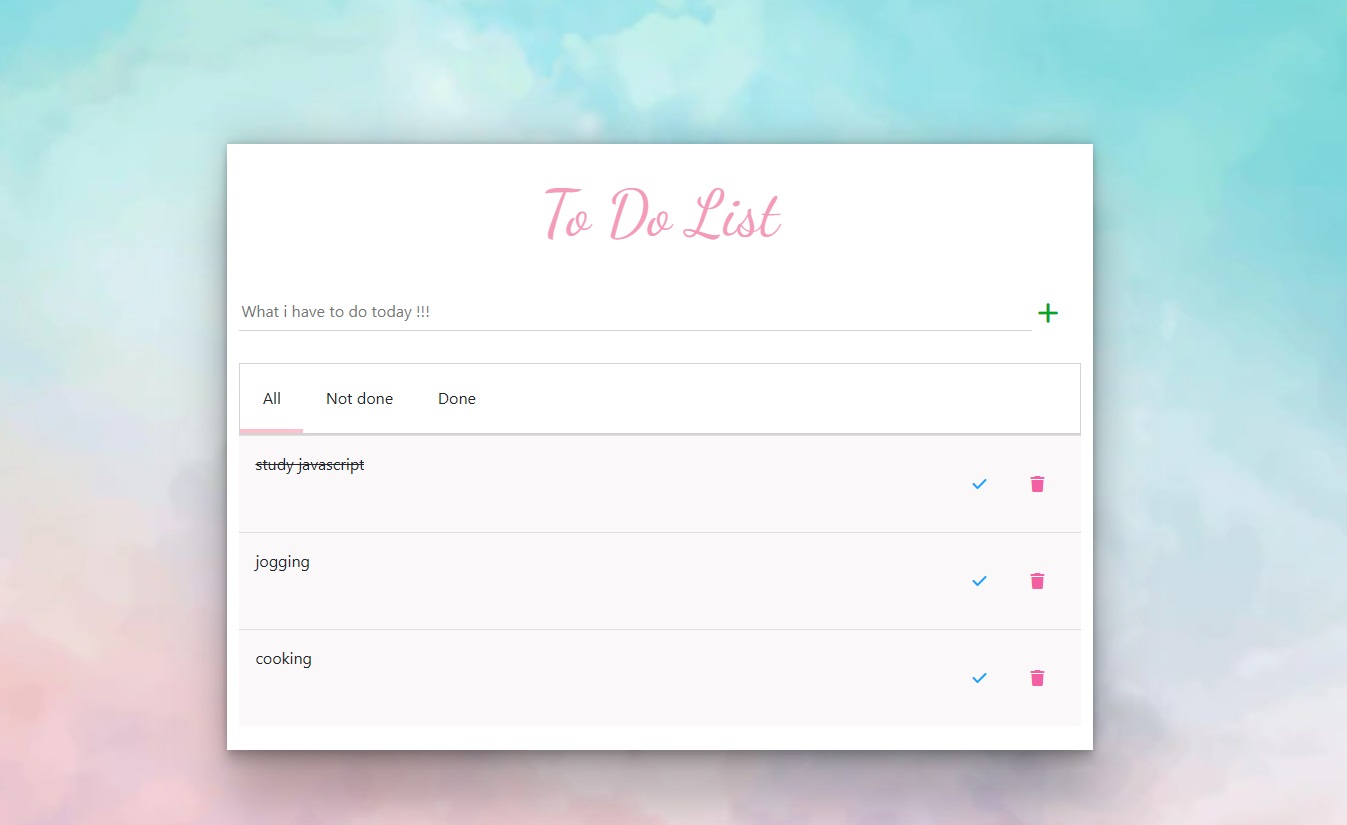 To Do List
What i have to do today !!!
All Not done Done
study javascript
jogging
cooking